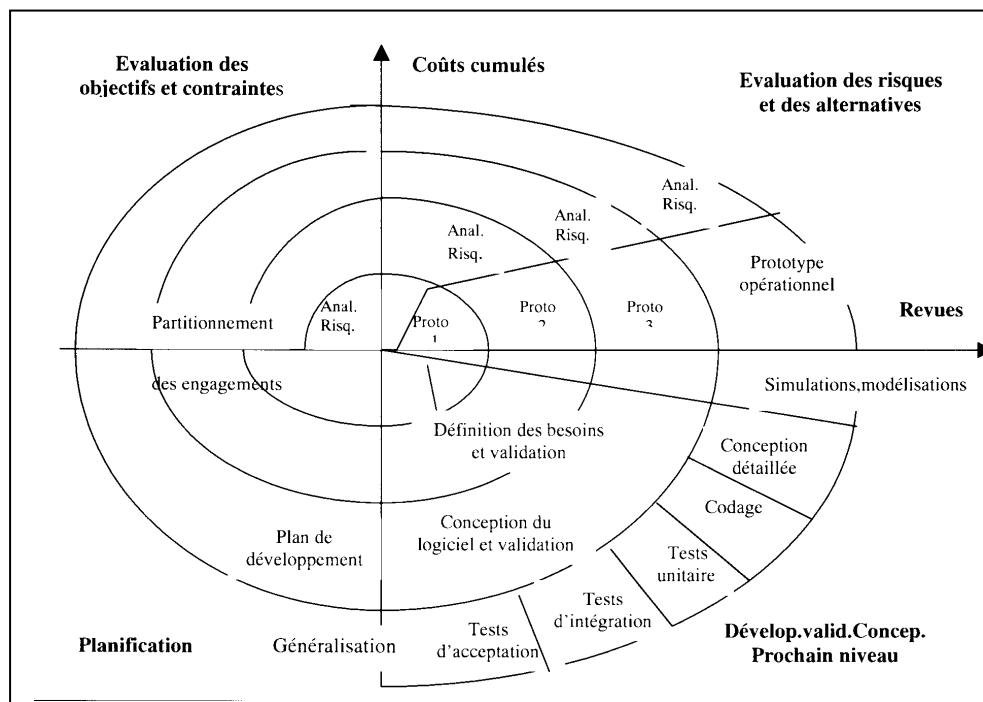 Evaluation des
objectifs et contraintes
Coûts cumulés
Evaluation des risques
et des alternatives
Anal.
Risq.
Anal.
Risq.
Anal.
Risq.
Anal.
Risq.
Prototype
opérationnel
Partitionnement
Proto
1
Proto
2
Proto
3
Revues
des engagements
Simulations,modélisations
Définition des besoins
et validation
Conception
détaillée
Codage
Plan de
développement
Conception du
logiciel et validation
Tests
unitaire
Tests
d'intégration
Planification
Généralisation
Tests
d'acceptation
Dévelop.valid.Concep.
Prochain niveau